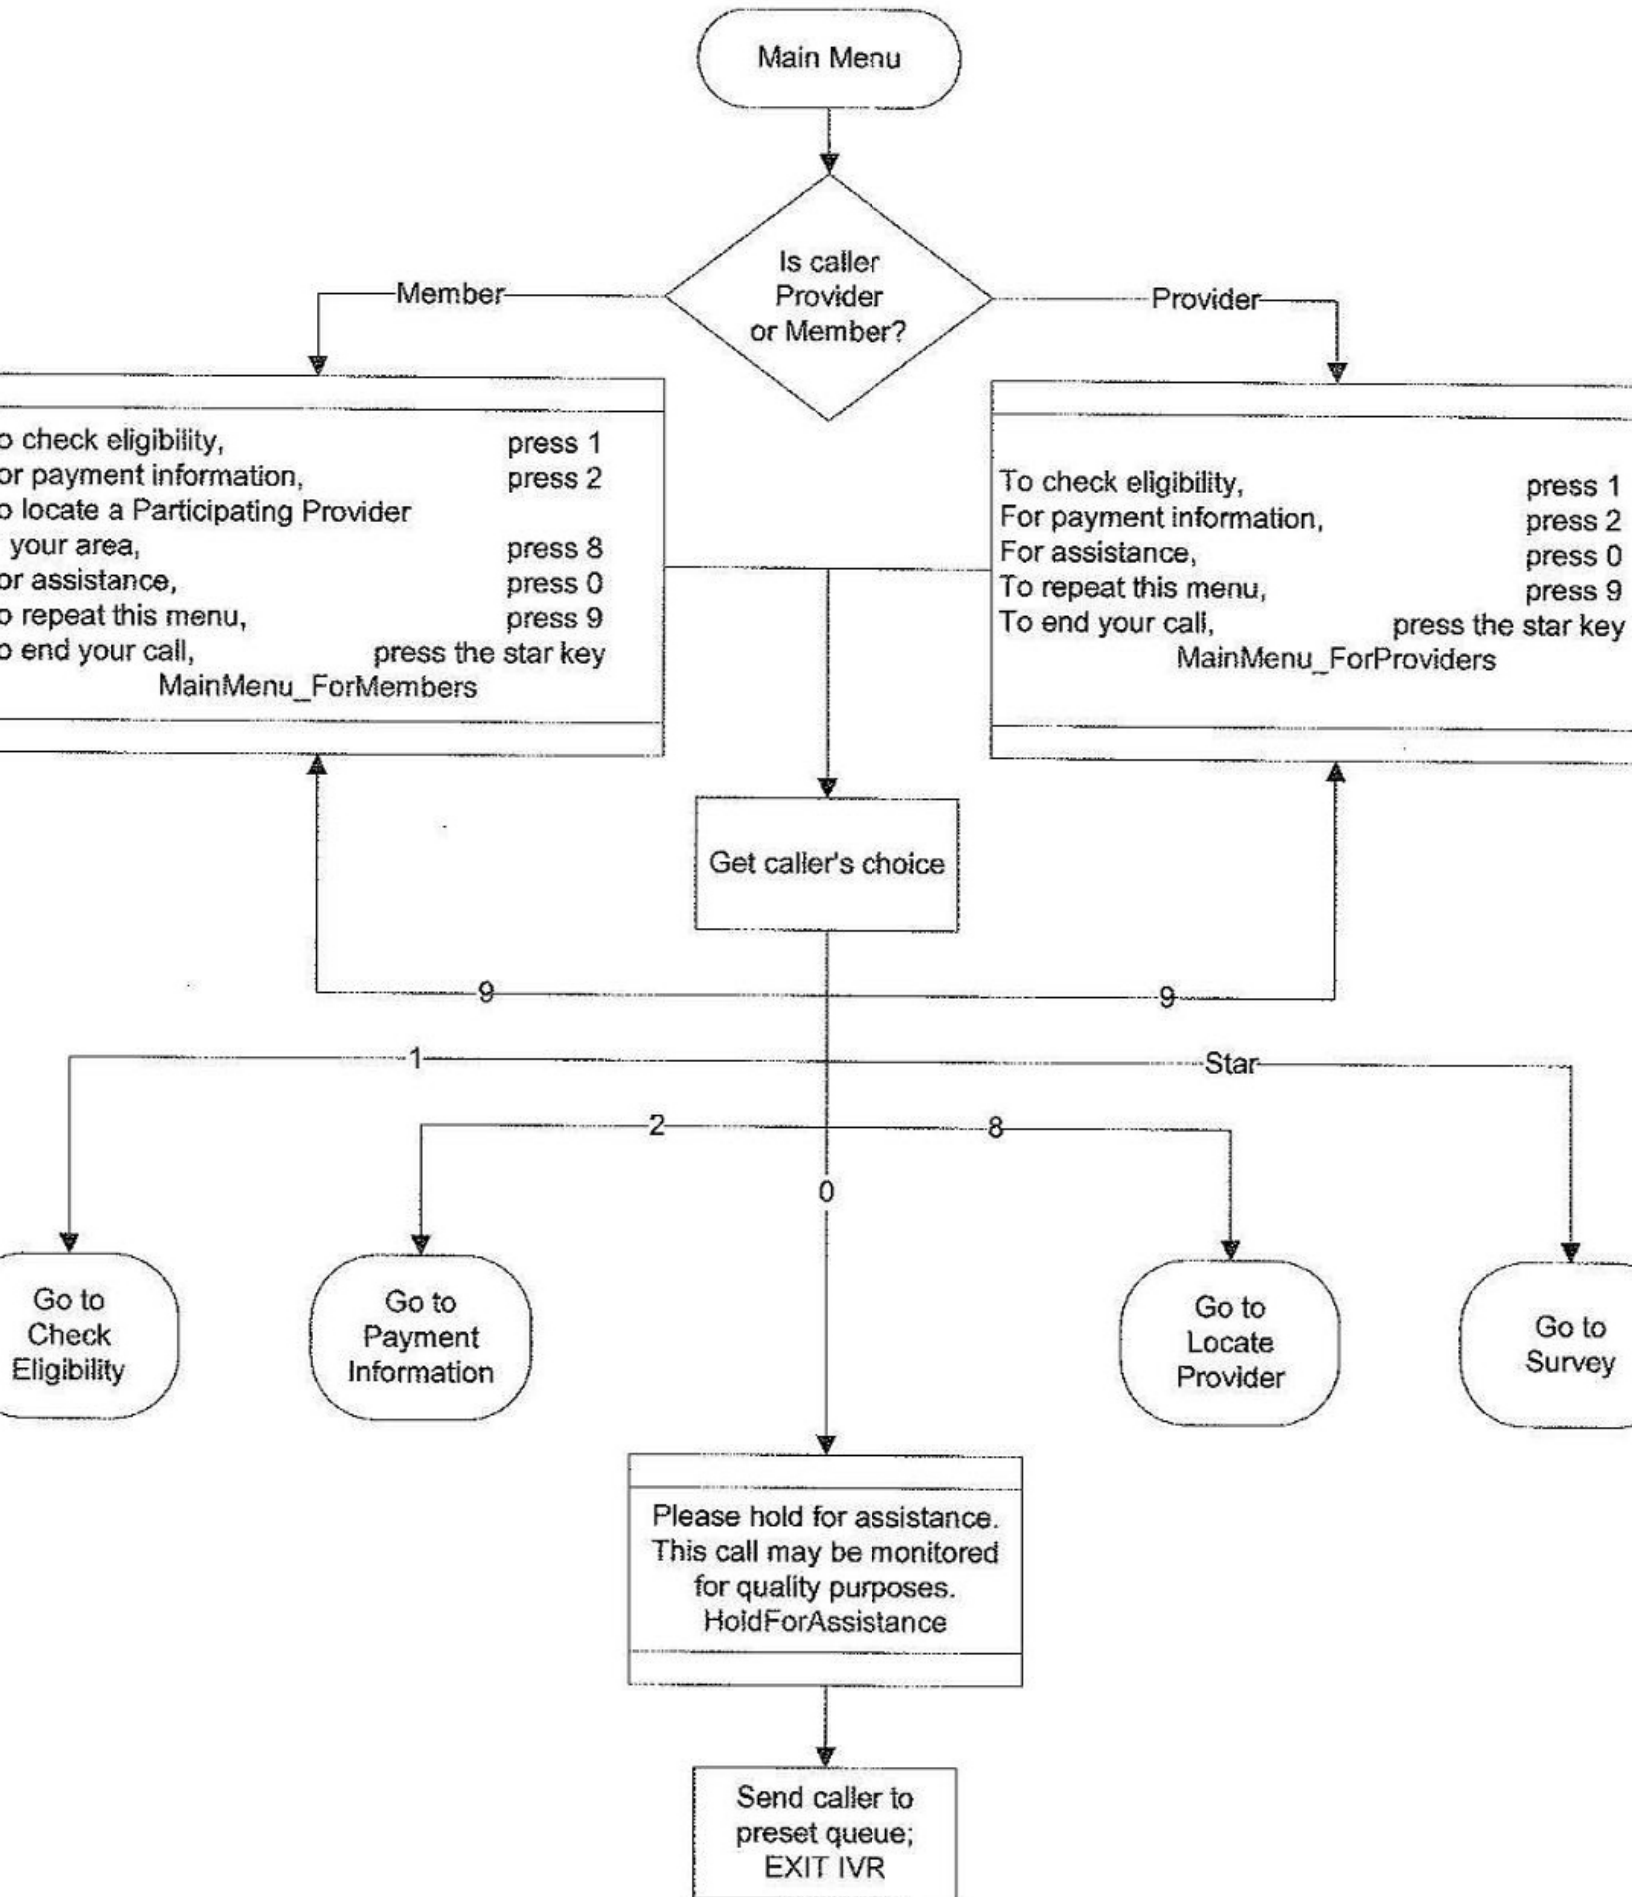 Main Menu
Is caller
Provider
or Member?
Member
Provider
o check eligibility, press 1
or payment information, press 2
o locate a Participating Provider
your area, press 8
or assistance, press 0
o repeat this menu, press 9
o end your call, press the star key
MainMenu_ForMembers
To check eligibility, press 1
For payment information, press 2
For assistance, press 0
To repeat this menu, press 9
To end your call, press the star key
MainMenu_ForProviders
Get caller's choice
9
9
1
Star
2
8
0
Go to
Check
Eligibility
Go to
Payment
Information
Go to
Locate
Provider
Go to
Survey
Please hold for assistance.
This call may be monitored
for quality purposes.
HoldForAssistance
Send caller to
preset queue;
EXIT IVR